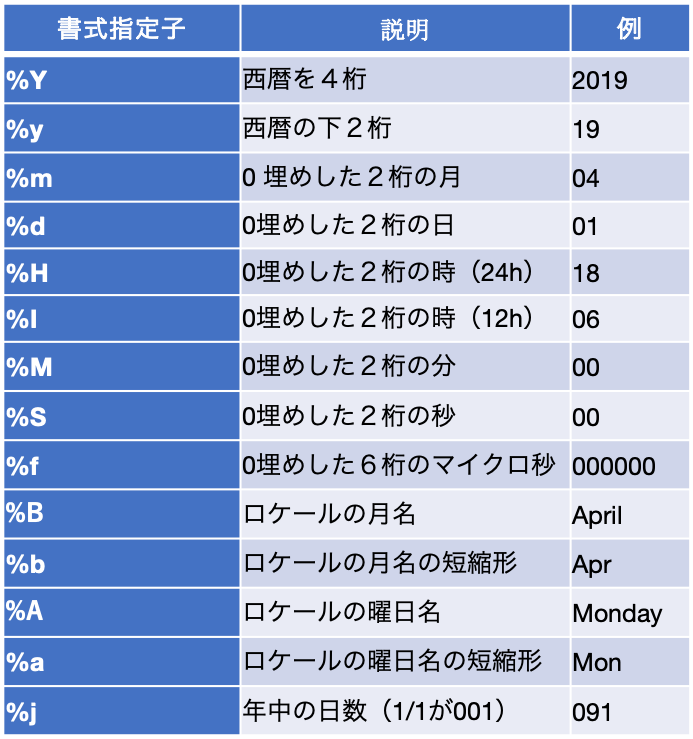 書式指定子 説明 例
%Y 西暦を４桁 2019
%y 西暦の下２桁 19
%m 0 埋めした２桁の月 04
%d 0埋めした２桁の日 01
%H 0埋めした２桁の時（24h） 18
%I 0埋めした２桁の時（12h） 06
%M 0埋めした２桁の分 00
%S 0埋めした２桁の秒 00
%f 0埋めした６桁のマイクロ秒 000000
%B ロケールの月名 April
%b ロケールの月名の短縮形 Apr
%A ロケールの曜日名 Monday
%a ロケールの曜日名の短縮形 Mon
%j 年中の日数（1/1が001） 091